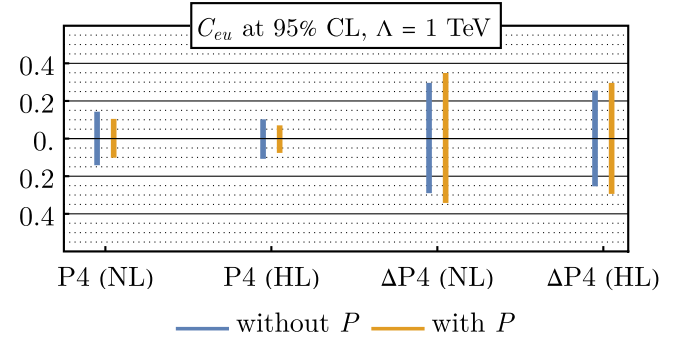 C_eu at 95% CL, Λ = 1 TeV
0.4
0.2
0.
0.2
0.4
P4 (NL) P4 (HL) ΔP4 (NL) ΔP4 (HL)
without P with P